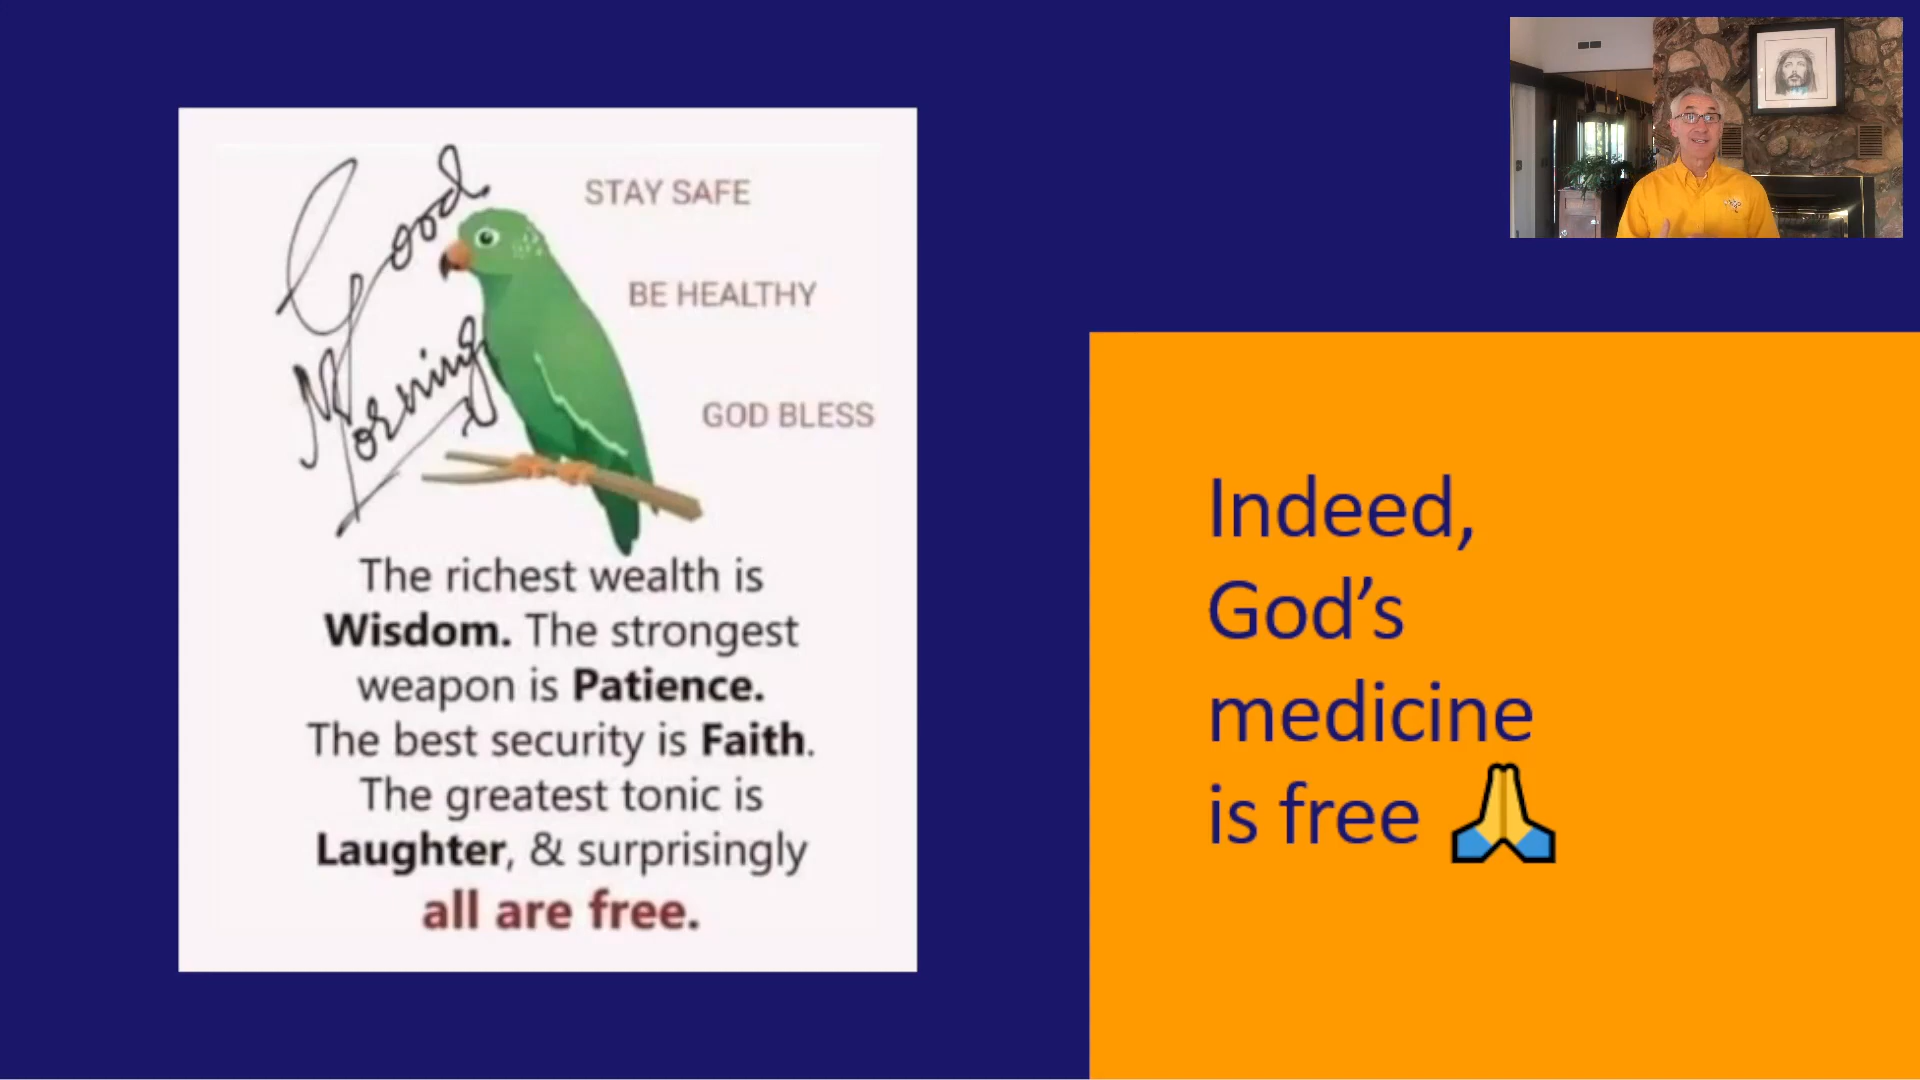 Good
Morning
STAY SAFE
BE HEALTHY
GOD BLESS
The richest wealth is
Wisdom. The strongest
weapon is Patience.
The best security is Faith.
The greatest tonic is
Laughter, & surprisingly
all are free.
Indeed,
God’s
medicine
is free 🙏